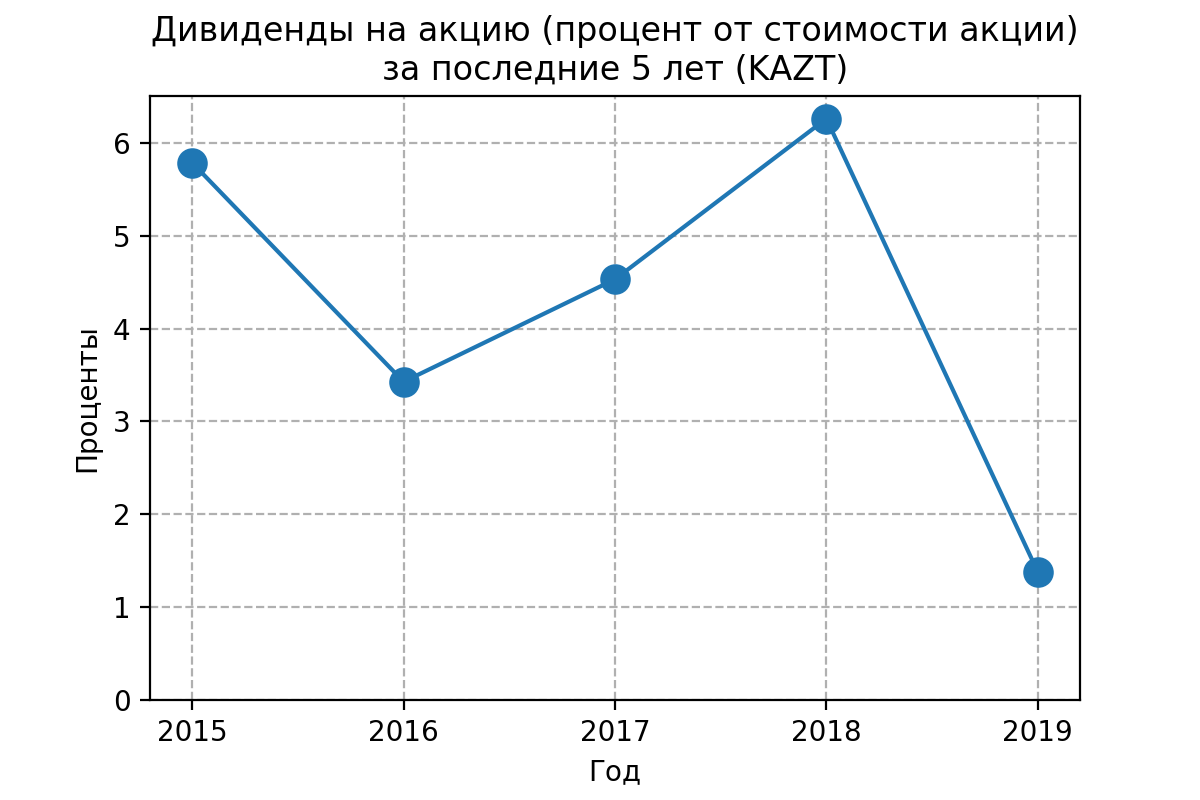 Дивиденды на акцию (процент от стоимости акции)
за последние 5 лет (KAZT)
Проценты
6
5
4
3
2
1
0
2015 2016 2017 2018 2019
Год